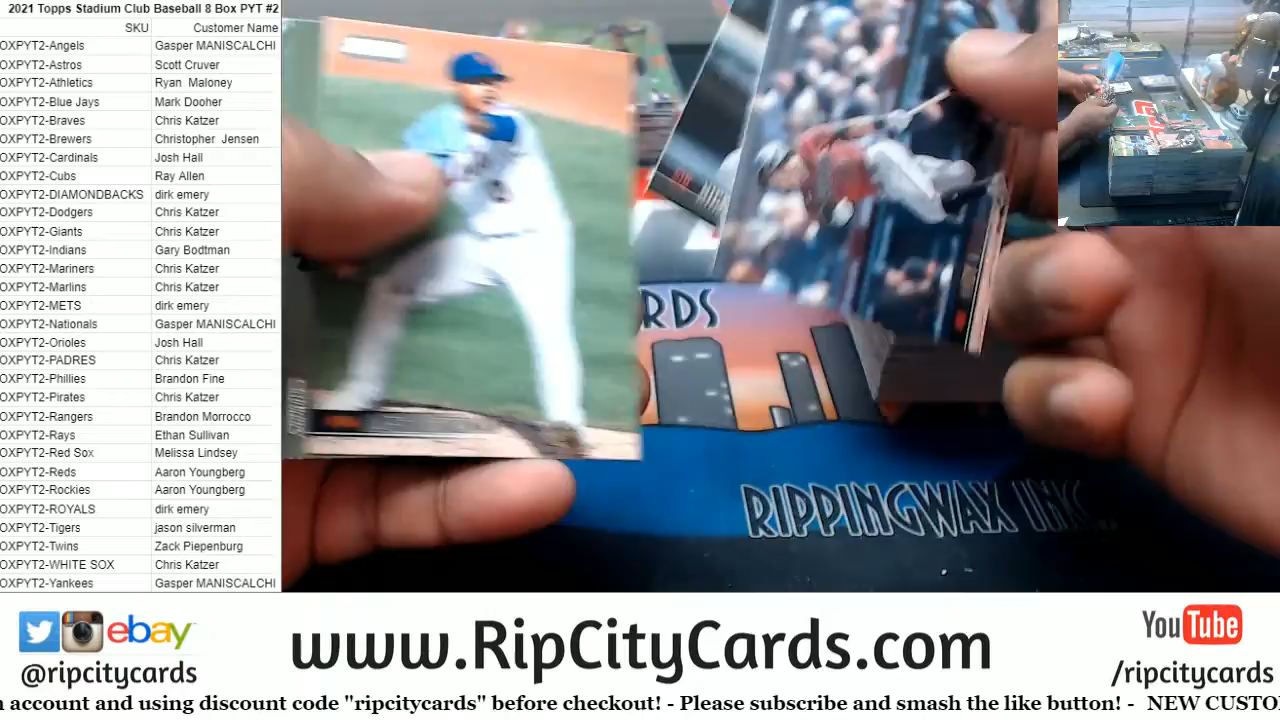 2021 Topps Stadium Club Baseball 8 Box PYT #2
SKU Customer Name
OXPYT2-Angels Gasper MANISCALCHI
OXPYT2-Astros Scott Cruver
OXPYT2-Athletics Ryan Maloney
OXPYT2-Blue Jays Mark Dooher
OXPYT2-Braves Chris Katzer
OXPYT2-Brewers Christopher Jensen
OXPYT2-Cardinals Josh Hall
OXPYT2-Cubs Ray Allen
OXPYT2-DIAMONDBACKS dirk emery
OXPYT2-Dodgers Chris Katzer
OXPYT2-Giants Chris Katzer
OXPYT2-Indians Gary Bodtman
OXPYT2-Mariners Chris Katzer
OXPYT2-Marlins Chris Katzer
OXPYT2-METS dirk emery
OXPYT2-Nationals Gasper MANISCALCHI
OXPYT2-Orioles Josh Hall
OXPYT2-PADRES Chris Katzer
OXPYT2-Phillies Brandon Fine
OXPYT2-Pirates Chris Katzer
OXPYT2-Rangers Brandon Morrocco
OXPYT2-Rays Ethan Sullivan
OXPYT2-Red Sox Melissa Lindsey
OXPYT2-Reds Aaron Youngberg
OXPYT2-Rockies Aaron Youngberg
OXPYT2-ROYALS dirk emery
OXPYT2-Tigers jason silverman
OXPYT2-Twins Zack Piepenburg
OXPYT2-WHITE SOX Chris Katzer
OXPYT2-Yankees Gasper MANISCALCHI
RDS
RIPPINGWAX INC.
ebay
@ripcitycards
www.RipCityCards.com
YouTube
/ripcitycards
account and using discount code "ripcitycards" before checkout! - Please subscribe and smash the like button! - NEW